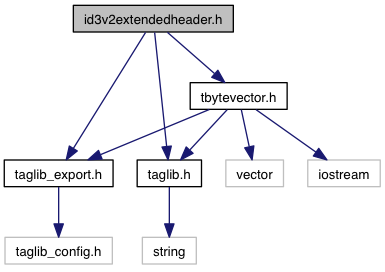 id3v2extendedheader.h
tbytevector.h
taglib_export.h
taglib.h
vector
iostream
taglib_config.h
string